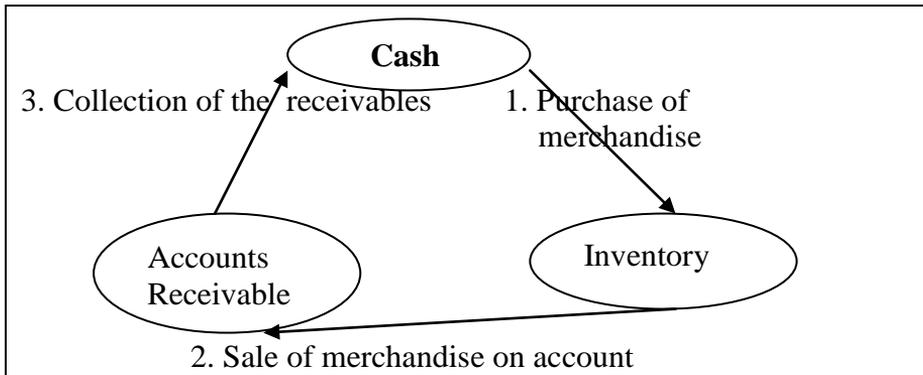 Cash
3. Collection of the receivables
1. Purchase of
merchandise
Accounts
Receivable
Inventory
2. Sale of merchandise on account